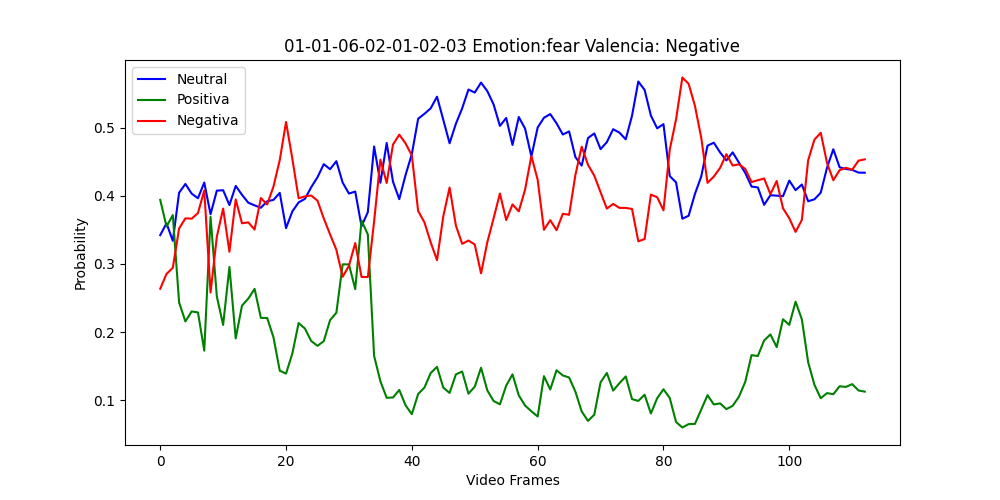 01-01-06-02-01-02-03 Emotion:fear Valencia: Negative
Neutral
Positiva
Negativa
Probability
0.5
0.4
0.3
0.2
0.1
0 20 40 60 80 100
Video Frames